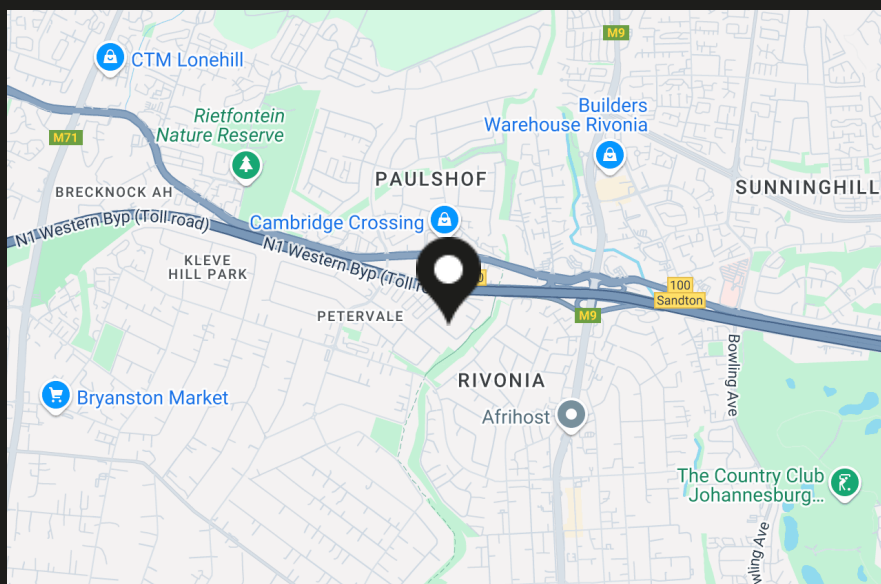 M9
CTM Lonehill
Builders
Warehouse Rivonia
Rietfontein
Nature Reserve
M71
PAULSHOF
SUNNINGHILL
BRECKNOCK AH
Cambridge Crossing
N1 Western Byp (Toll road)
N1 Western Byp (Toll
KLEVE
HILL PARK
100
Sandton
PETERVALE
M9
Bowling Ave
RIVONIA
Bryanston Market
Afrihost
The Country Club
Johannesburg...
wling Ave